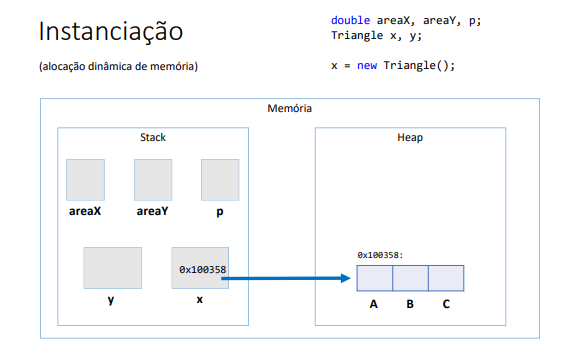 Instanciação
(alocação dinâmica de memória)
double areaX, areaY, p;
Triangle x, y;
x = new Triangle();
Memória
Stack
areaX
areaY
p
y
0x100358
x
Heap
0x100358:
A
B
C